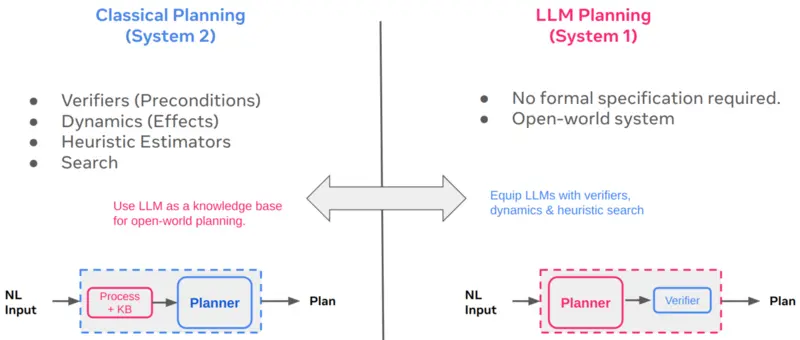 Classical Planning
(System 2)
● Verifiers (Preconditions)
● Dynamics (Effects)
● Heuristic Estimators
● Search
Use LLM as a knowledge base
for open-world planning.
NL
Input
Process
+ KB
Planner
Plan
LLM Planning
(System 1)
● No formal specification required.
● Open-world system
Equip LLMs with verifiers,
dynamics & heuristic search
NL
Input
Planner
Verifier
Plan